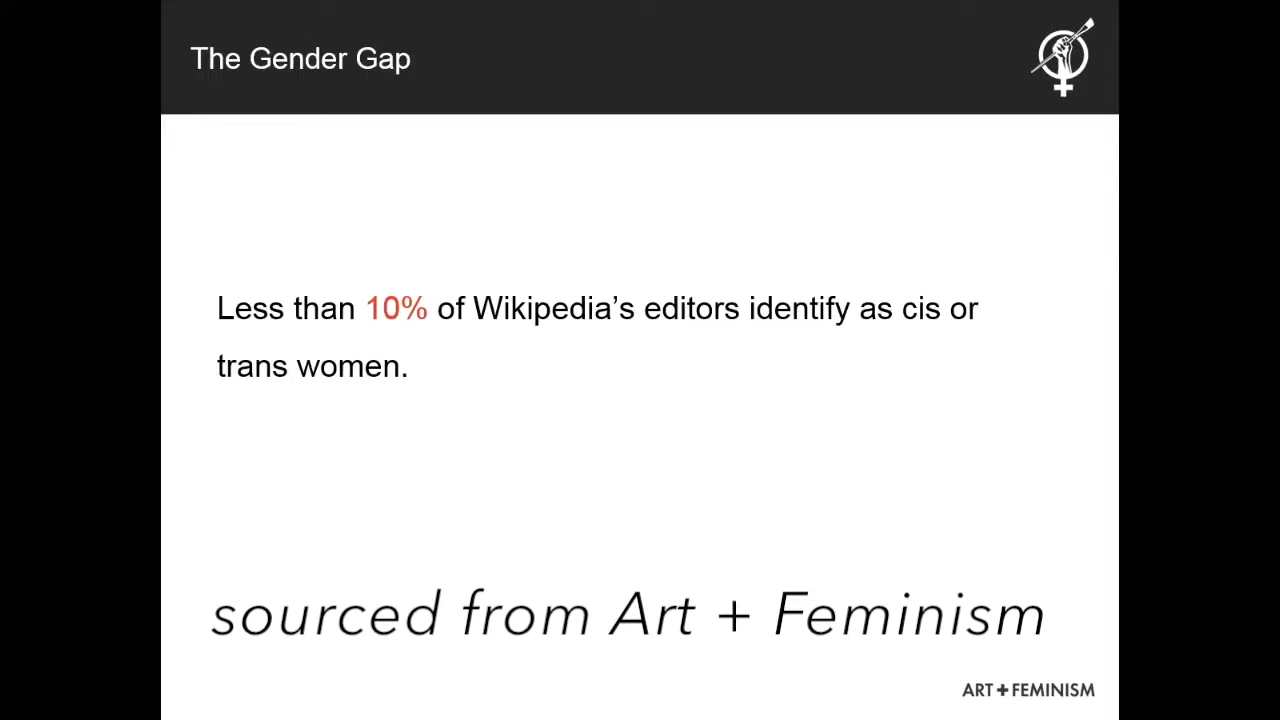 The Gender Gap
Less than 10% of Wikipedia’s editors identify as cis or
trans women.
sourced from Art + Feminism
ART+FEMINISM